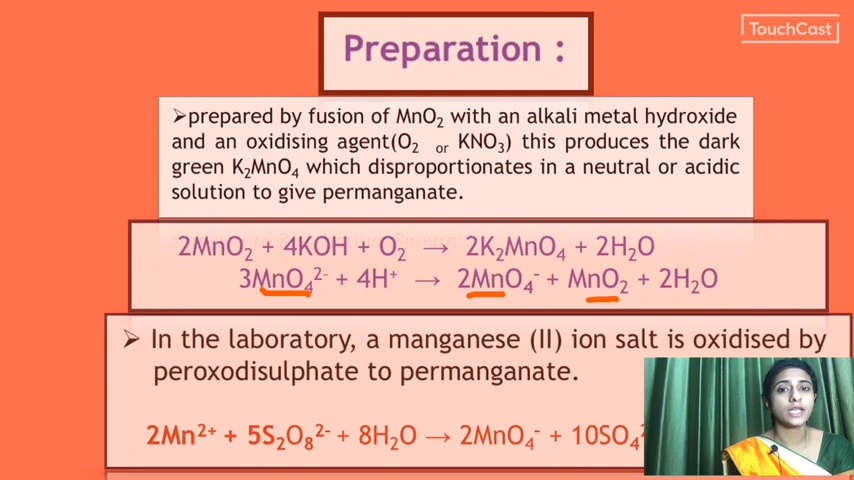 TouchCast
Preparation :
➢prepared by fusion of MnO₂ with an alkali metal hydroxide
and an oxidising agent(O₂ or KNO₃) this produces the dark
green K₂MnO₄ which disproportionates in a neutral or acidic
solution to give permanganate.
2MnO₂ + 4KOH + O₂ → 2K₂MnO₄ + 2H₂O
3MnO₄²⁻ + 4H⁺ → 2MnO₄⁻ + MnO₂ + 2H₂O
➢ In the laboratory, a manganese (II) ion salt is oxidised by
peroxodisulphate to permanganate.
2Mn²⁺ + 5S₂O₈²⁻ + 8H₂O → 2MnO₄⁻ + 10SO₄²